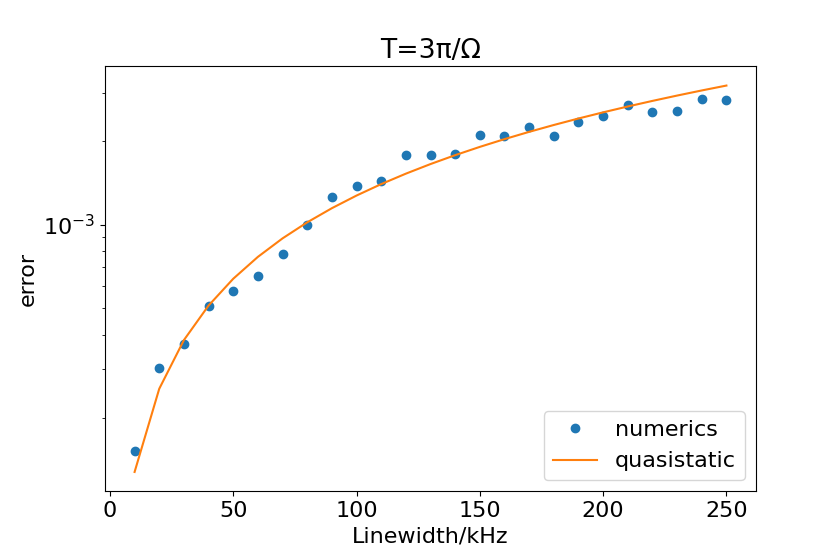 T=3π/Ω
error
10⁻³
0 50 100 150 200 250
Linewidth/kHz
numerics
quasistatic